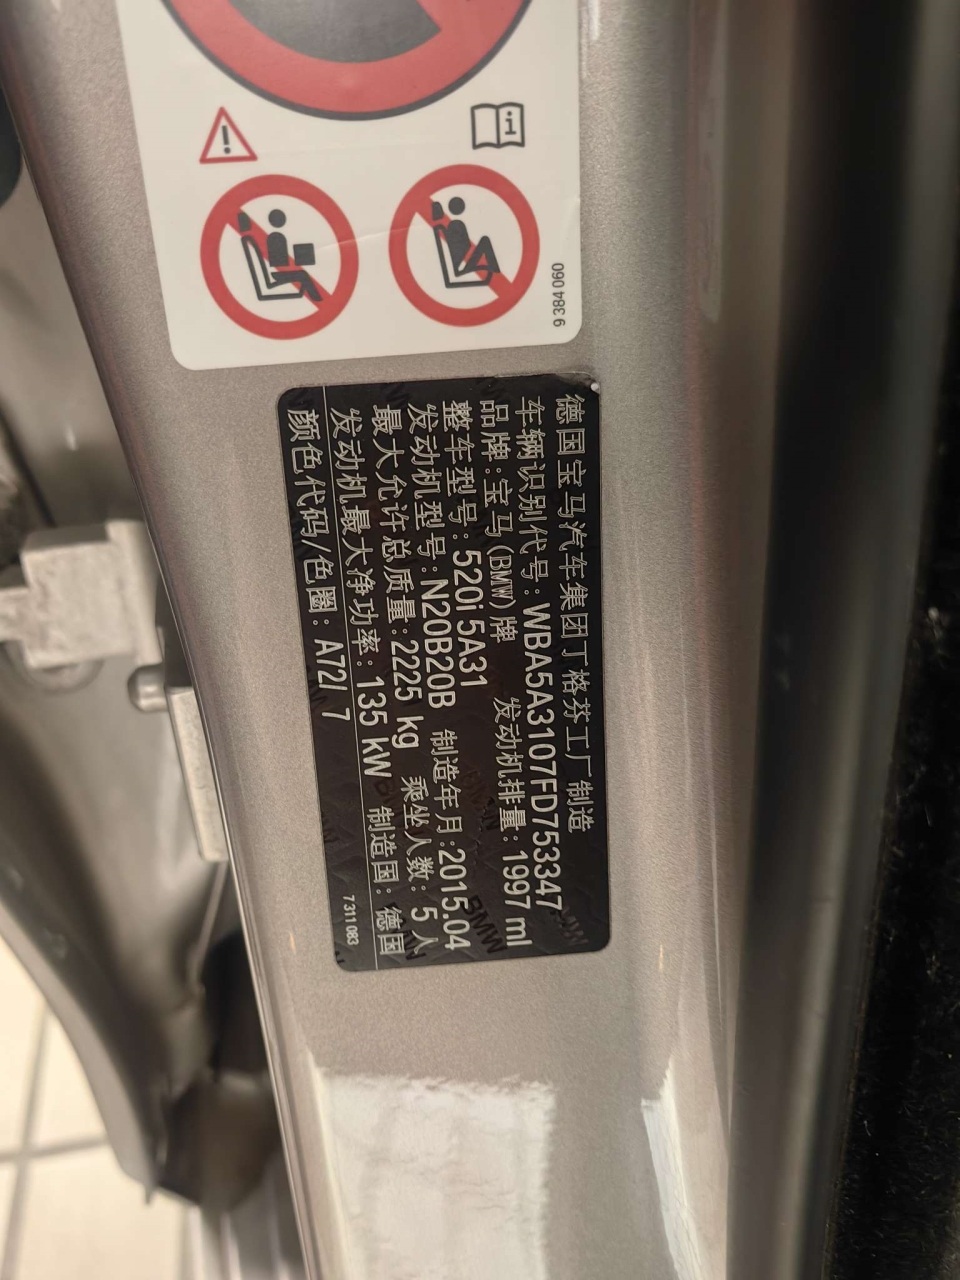 9 384 060
德国宝马汽车集团丁格芬工厂制造
车辆识别代号:WBA5A3107FD753347
品牌:宝马(BMW)牌 发动机排量:1997 ml
整车型号:520i 5A31
发动机型号:N20B20B 制造年月:2015.04
最大允许总质量:2225 kg 乘坐人数:5人
发动机最大净功率:135 kW 制造国:德国
颜色代码/色圈:A72/ 7
7 311 083